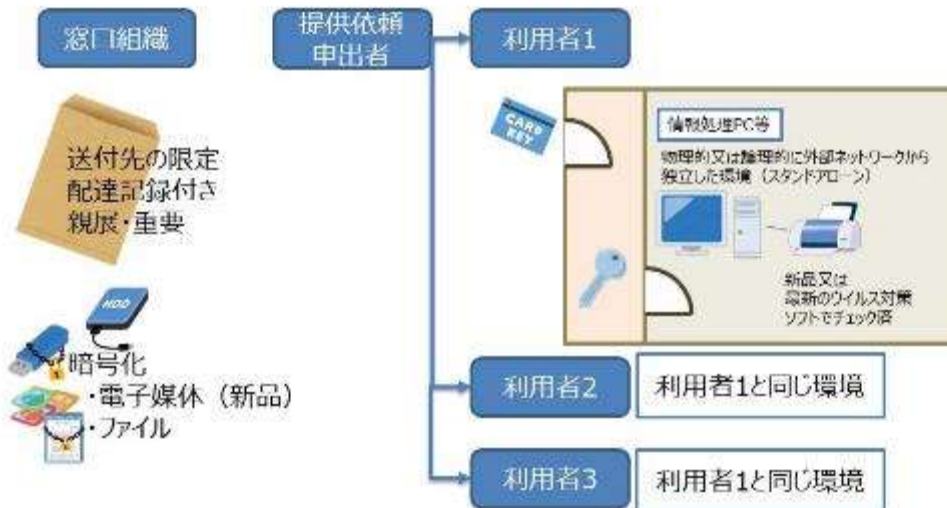 窓口組織
提供依頼
申出者
利用者1
送付先の限定
配達記録付き
親展・重要
HDD
暗号化
・電子媒体（新品）
・ファイル
CARD
KEY
情報処理PC等
物理的又は論理的に外部ネットワークから
独立した環境（スタンドアローン）
新品又は
最新のウイルス対策
ソフトでチェック済
利用者2
利用者1と同じ環境
利用者3
利用者1と同じ環境